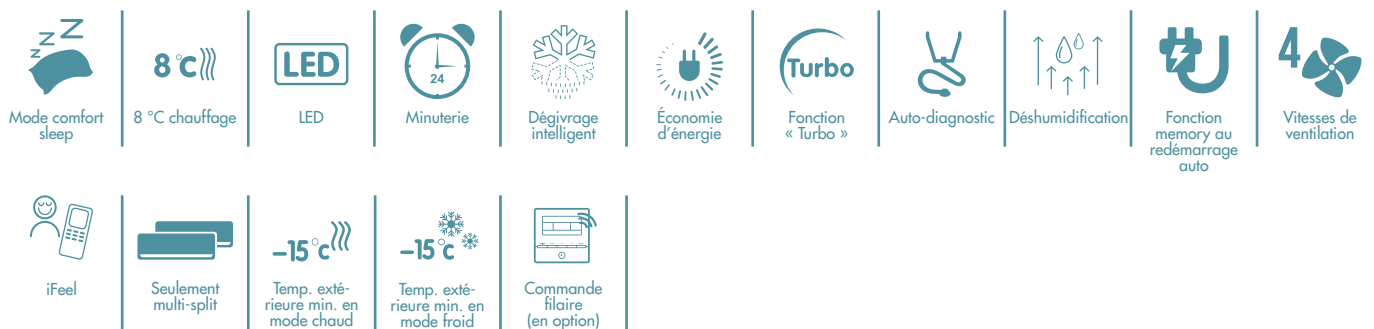 Z Z Z
Mode comfort
sleep
8 °C
8 °C chauffage
LED
LED
24
Minuterie
Dégivrage
intelligent
Économie
d’énergie
Turbo
Fonction
« Turbo »
Auto-diagnostic
Déshumidification
Fonction
memory au
redémarrage
auto
4
Vitesses de
ventilation
iFeel
Seulement
multi-split
–15°c
Temp. exté-
rieure min. en
mode chaud
–15°c
Temp. exté-
rieure min. en
mode froid
Commande
filaire
(en option)